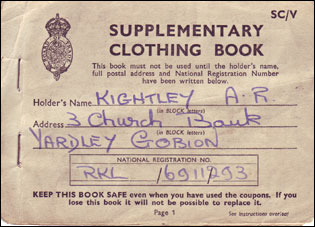 SC/V
SUPPLEMENTARY
CLOTHING BOOK
This book must not be used until the holder's name,
full postal address and National Registration Number
have been written below.
Holder's Name KIGHTLEY A.R.
(in BLOCK letters)
Address 3 Church Bank
(in BLOCK letters)
YARDLEY GOBION
NATIONAL REGISTRATION NO.
RKL / 6911/293
KEEP THIS BOOK SAFE even when you have used the coupons. If you
lose this book it will not be possible to replace it.
Page 1
See instructions overleaf